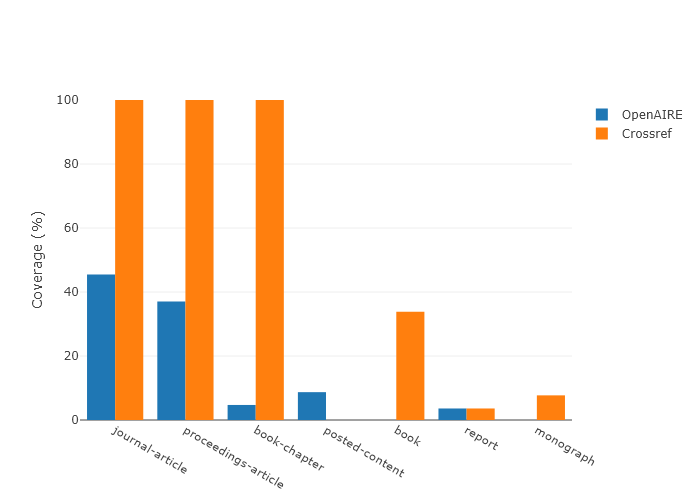 100
80
60
40
20
0
Coverage (%)
journal-article
proceedings-article
book-chapter
posted-content
book
report
monograph
OpenAIRE
Crossref